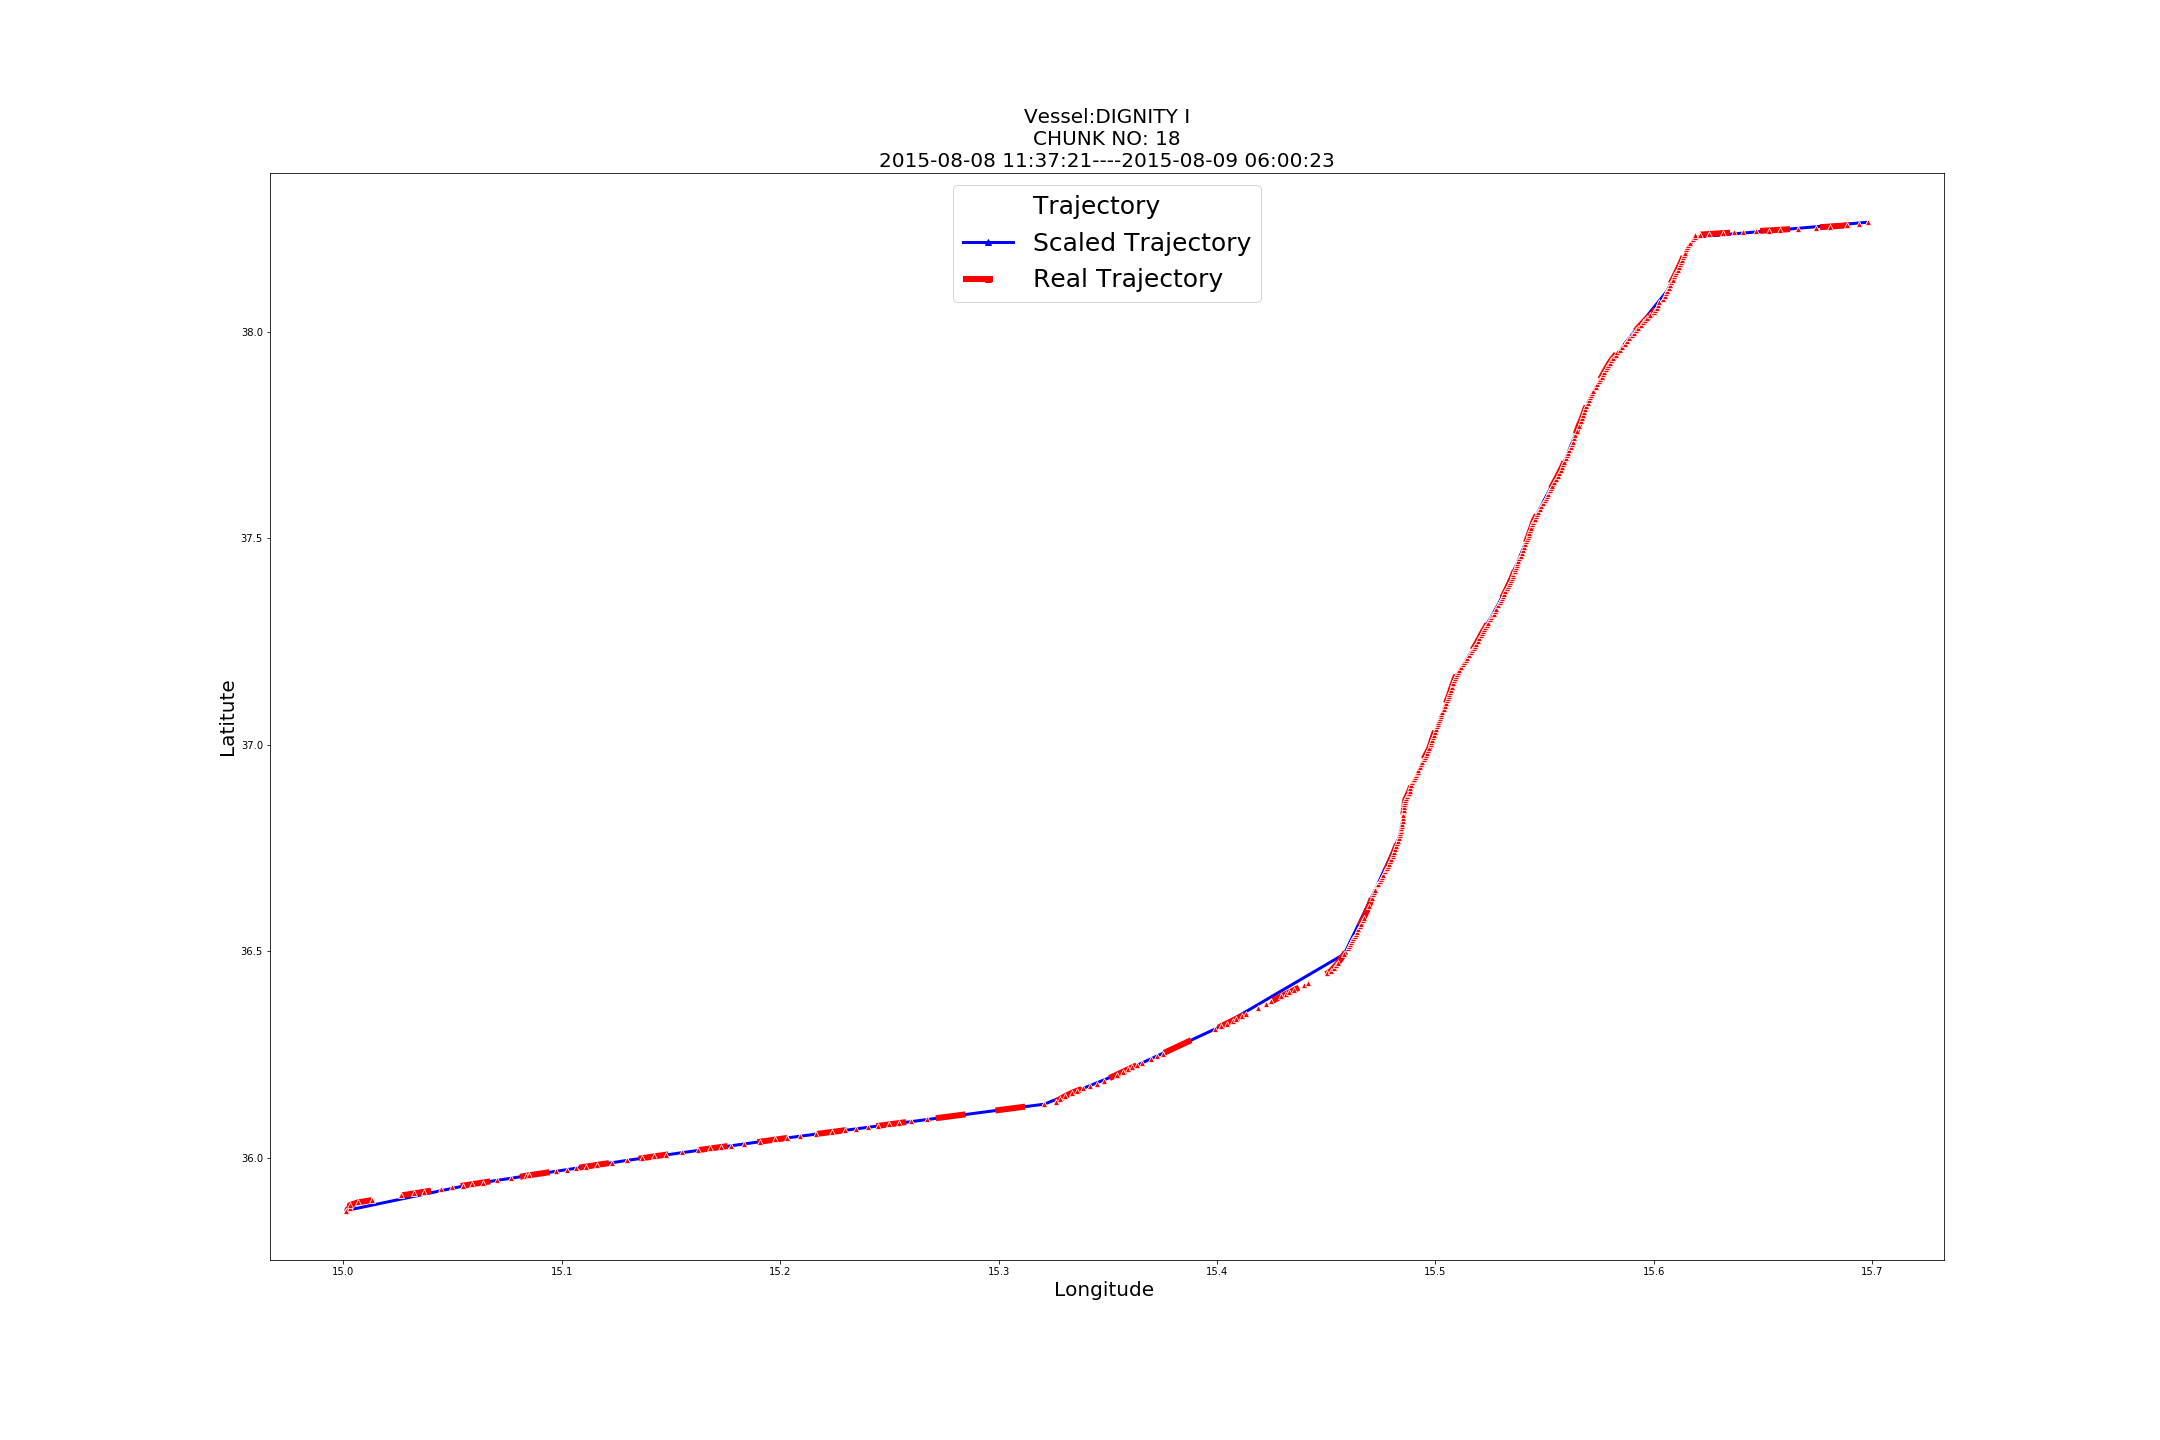 Vessel:DIGNITY I
CHUNK NO: 18
2015-08-08 11:37:21----2015-08-09 06:00:23
Trajectory
Scaled Trajectory
Real Trajectory
38.0
37.5
37.0
36.5
36.0
Latitute
15.0 15.1 15.2 15.3 15.4 15.5 15.6 15.7
Longitude